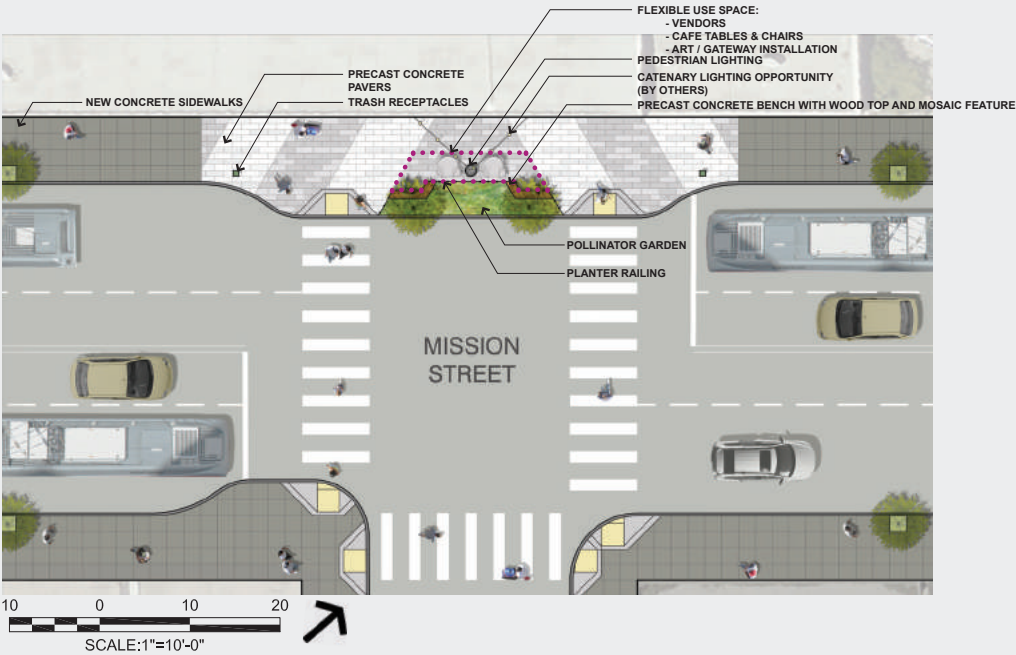 FLEXIBLE USE SPACE:
- VENDORS
- CAFE TABLES & CHAIRS
- ART / GATEWAY INSTALLATION
PEDESTRIAN LIGHTING
CATENARY LIGHTING OPPORTUNITY
(BY OTHERS)
PRECAST CONCRETE BENCH WITH WOOD TOP AND MOSAIC FEATURE
PRECAST CONCRETE
PAVERS
TRASH RECEPTACLES
NEW CONCRETE SIDEWALKS
POLLINATOR GARDEN
PLANTER RAILING
MISSION
STREET
10 0 10 20
SCALE:1"=10'-0"